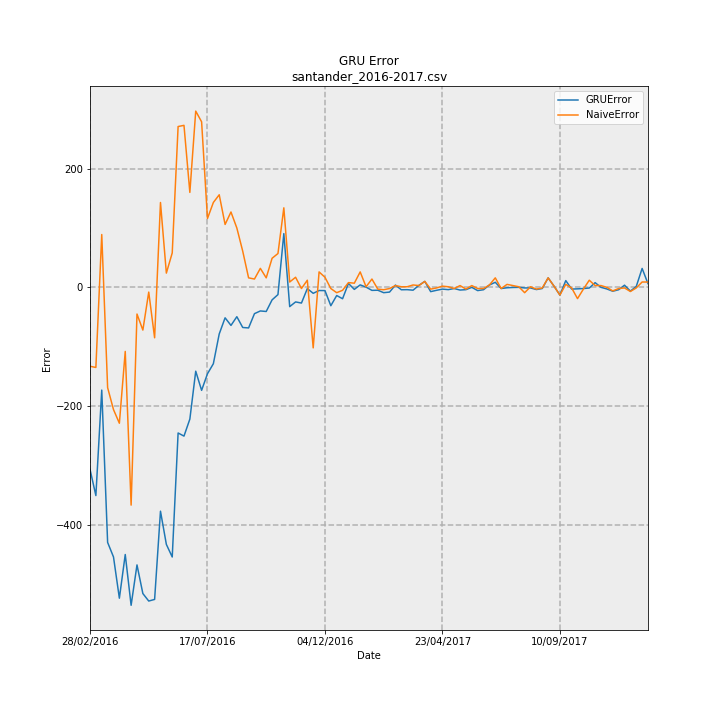 GRU Error
santander_2016-2017.csv
GRUError
NaiveError
200
0
−200
−400
Error
28/02/2016
17/07/2016
04/12/2016
23/04/2017
10/09/2017
Date